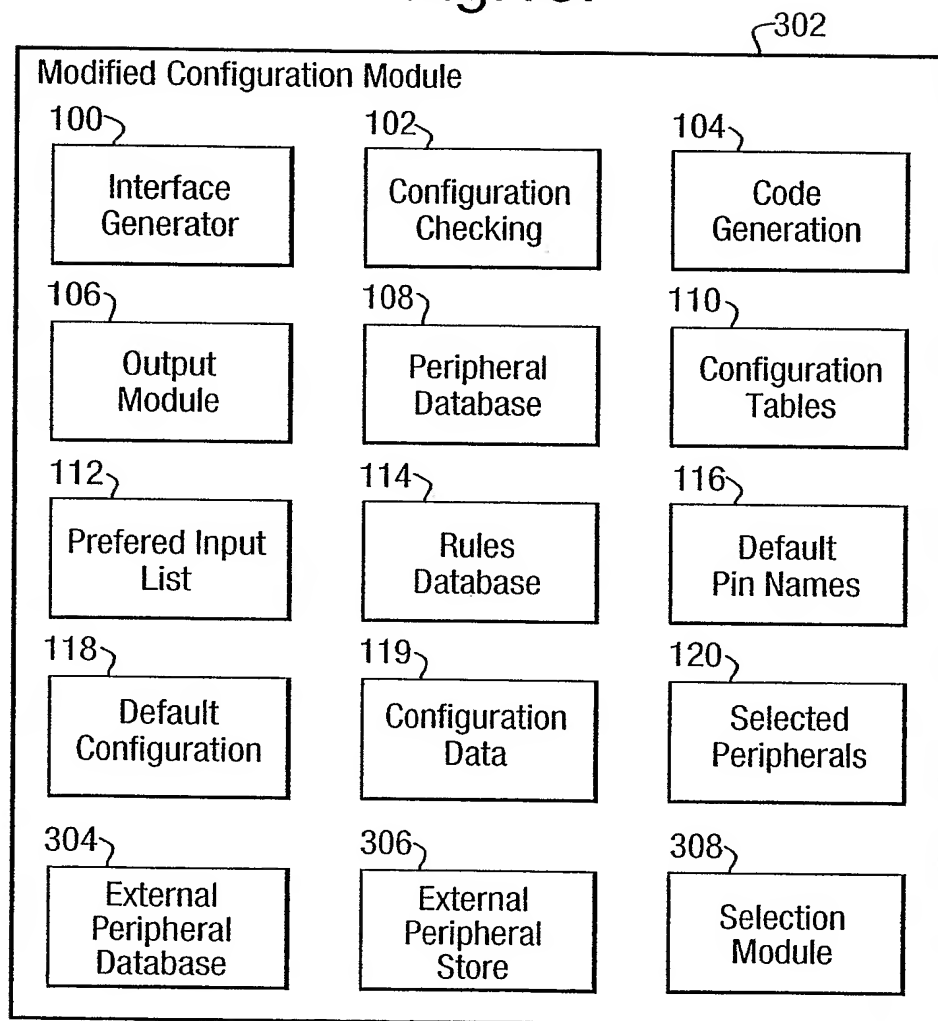 302
Modified Configuration Module
100
102
104
Interface
Generator
Configuration
Checking
Code
Generation
106
108
110
Output
Module
Peripheral
Database
Configuration
Tables
112
114
116
Prefered Input
List
Rules
Database
Default
Pin Names
118
119
120
Default
Configuration
Configuration
Data
Selected
Peripherals
304
306
308
External
Peripheral
Database
External
Peripheral
Store
Selection
Module